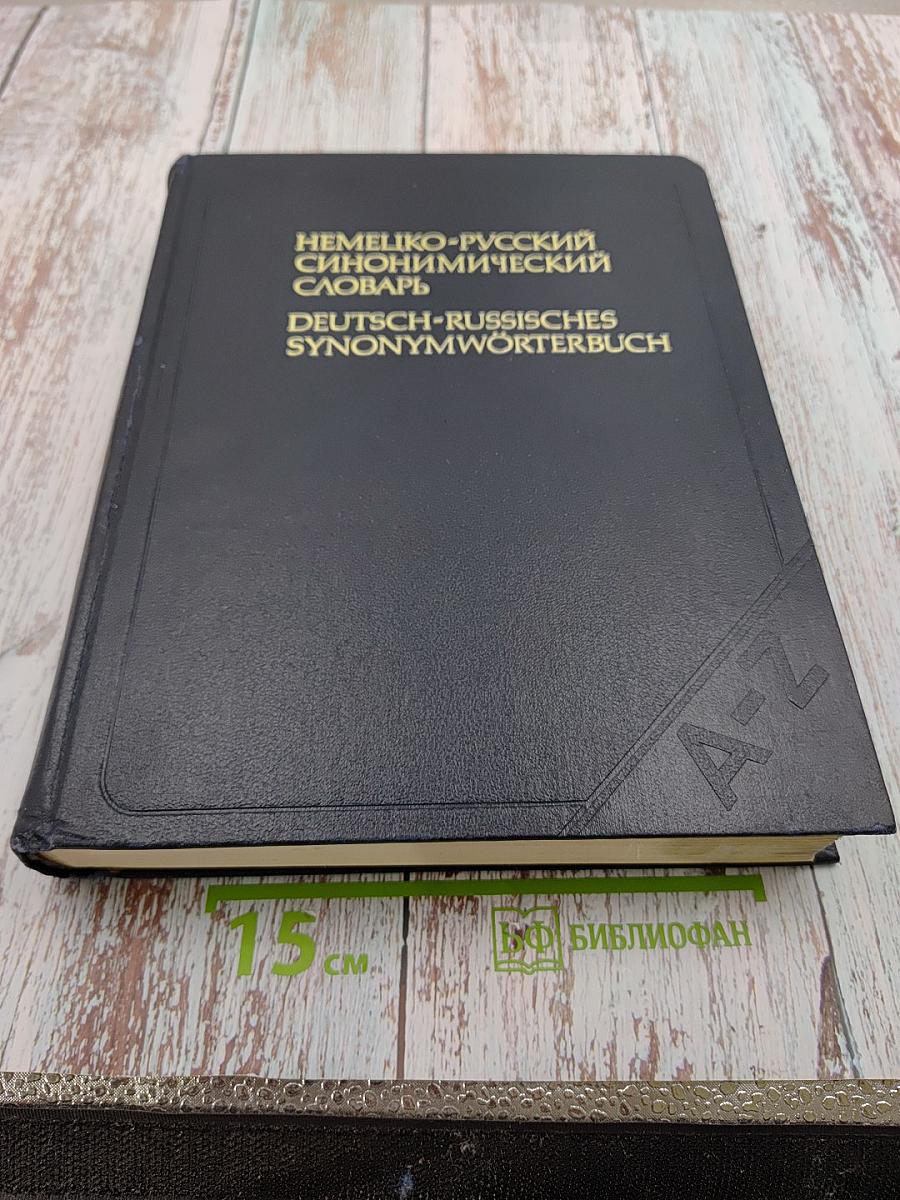 НЕМЕЦКО-РУССКИЙ
СИНОНИМИЧЕСКИЙ
СЛОВАРЬ
DEUTSCH-RUSSISCHES
SYNONYMWÖRTERBUCH
A-Z
15 см
БФ БИБЛИОФАН